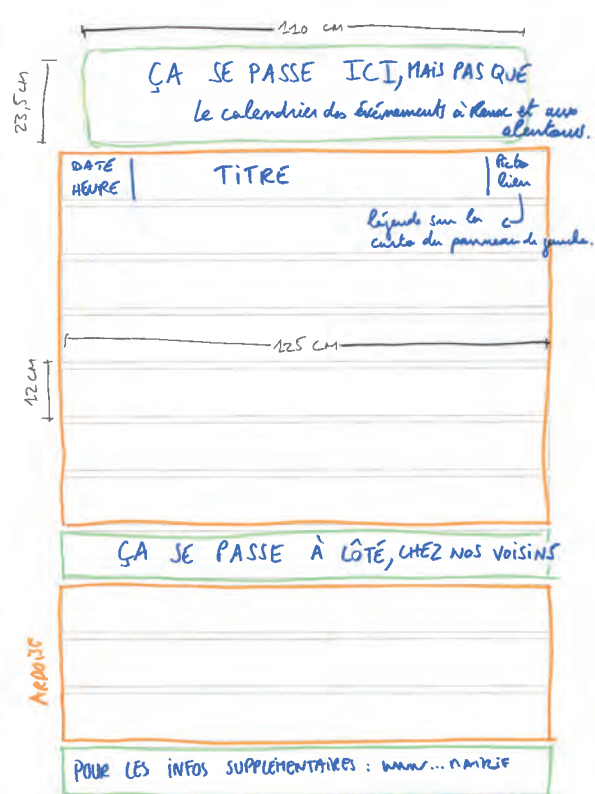 110 CM
23,5 CM
ÇA SE PASSE ICI, MAIS PAS QUE
Le calendrier des événements à Renac et aux
alentours.
DATE
HEURE
TITRE
Picto
lieu
légende sur la
carte du panneau de gauche.
125 CM
12 CM
ÇA SE PASSE À CÔTÉ, CHEZ NOS VOISINS
ARDOISE
POUR LES INFOS SUPPLÉMENTAIRES : WWW... MAIRIE